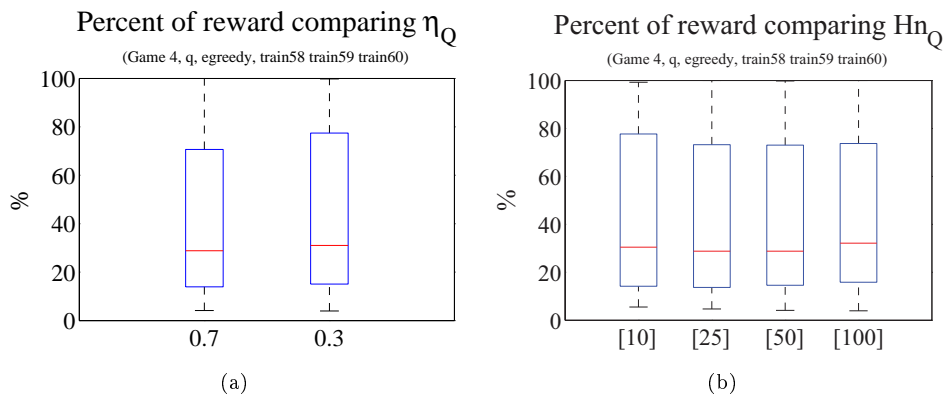 Percent of reward comparing η_Q
(Game 4, q, egreedy, train58 train59 train60)
100
80
60
40
20
0
%
0.7 0.3
(a)
Percent of reward comparing Hn_Q
(Game 4, q, egreedy, train58 train59 train60)
100
80
60
40
20
0
%
[10] [25] [50] [100]
(b)